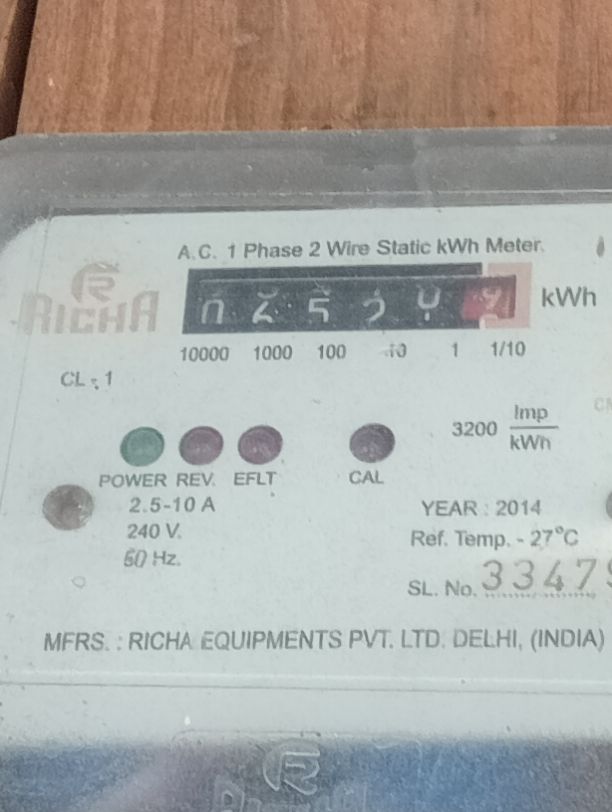 A.C. 1 Phase 2 Wire Static kWh Meter.
RICHA
kWh
10000 1000 100 10 1 1/10
CL - 1
3200 Imp/kWh
POWER REV. EFLT CAL
2.5-10 A
240 V.
50 Hz.
YEAR : 2014
Ref. Temp. - 27°C
SL. No. 3347
MFRS. : RICHA EQUIPMENTS PVT. LTD. DELHI, (INDIA)